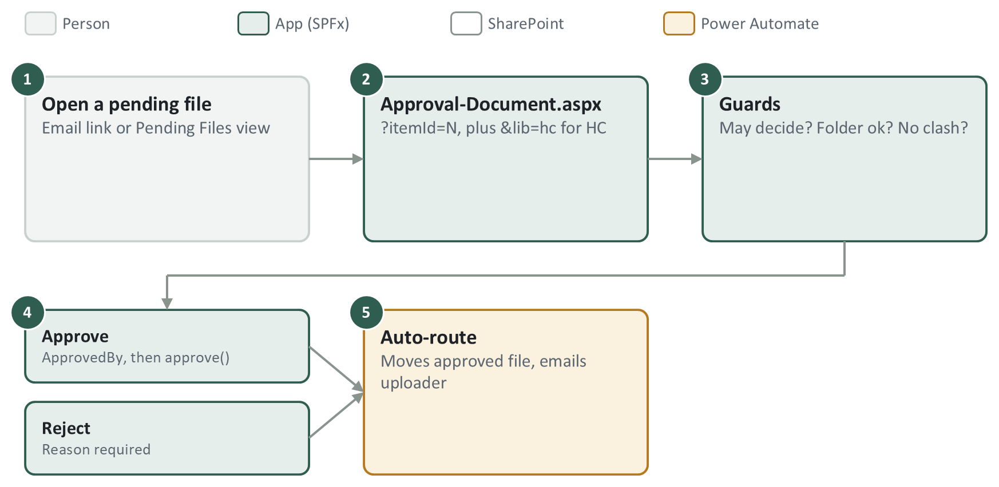 Person
App (SPFx)
SharePoint
Power Automate
1
Open a pending file
Email link or Pending Files view
2
Approval-Document.aspx
?itemId=N, plus &lib=hc for HC
3
Guards
May decide? Folder ok? No clash?
4
Approve
ApprovedBy, then approve()
Reject
Reason required
5
Auto-route
Moves approved file, emails
uploader